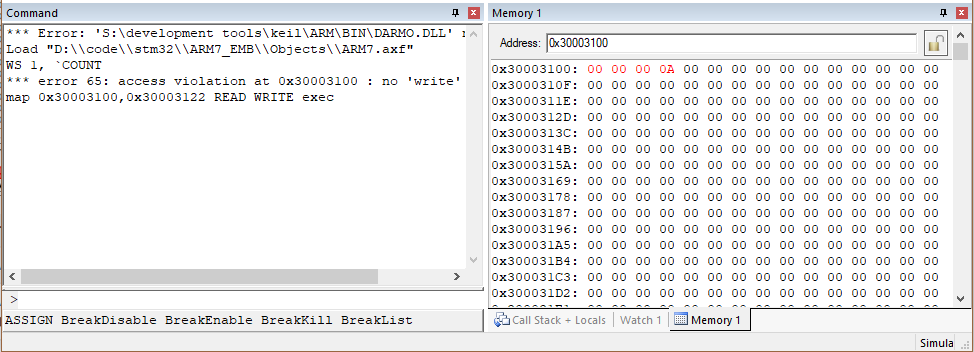 Command
*** Error: 'S:\development tools\keil\ARM\BIN\DARMO.DLL'
Load "D:\\code\\stm32\\ARM7_EMB\\Objects\\ARM7.axf"
WS 1, `COUNT
*** error 65: access violation at 0x30003100 : no 'write'
map 0x30003100,0x30003122 READ WRITE exec
>
ASSIGN BreakDisable BreakEnable BreakKill BreakList
Memory 1
Address: 0x30003100
0x30003100: 00 00 00 0A 00 00 00 00 00 00 00 00 00 00 00
0x3000310F: 00 00 00 00 00 00 00 00 00 00 00 00 00 00 00
0x3000311E: 00 00 00 00 00 00 00 00 00 00 00 00 00 00 00
0x3000312D: 00 00 00 00 00 00 00 00 00 00 00 00 00 00 00
0x3000313C: 00 00 00 00 00 00 00 00 00 00 00 00 00 00 00
0x3000314B: 00 00 00 00 00 00 00 00 00 00 00 00 00 00 00
0x3000315A: 00 00 00 00 00 00 00 00 00 00 00 00 00 00 00
0x30003169: 00 00 00 00 00 00 00 00 00 00 00 00 00 00 00
0x30003178: 00 00 00 00 00 00 00 00 00 00 00 00 00 00 00
0x30003187: 00 00 00 00 00 00 00 00 00 00 00 00 00 00 00
0x30003196: 00 00 00 00 00 00 00 00 00 00 00 00 00 00 00
0x300031A5: 00 00 00 00 00 00 00 00 00 00 00 00 00 00 00
0x300031B4: 00 00 00 00 00 00 00 00 00 00 00 00 00 00 00
0x300031C3: 00 00 00 00 00 00 00 00 00 00 00 00 00 00 00
0x300031D2: 00 00 00 00 00 00 00 00 00 00 00 00 00 00 00
Call Stack + Locals Watch 1 Memory 1
Simula